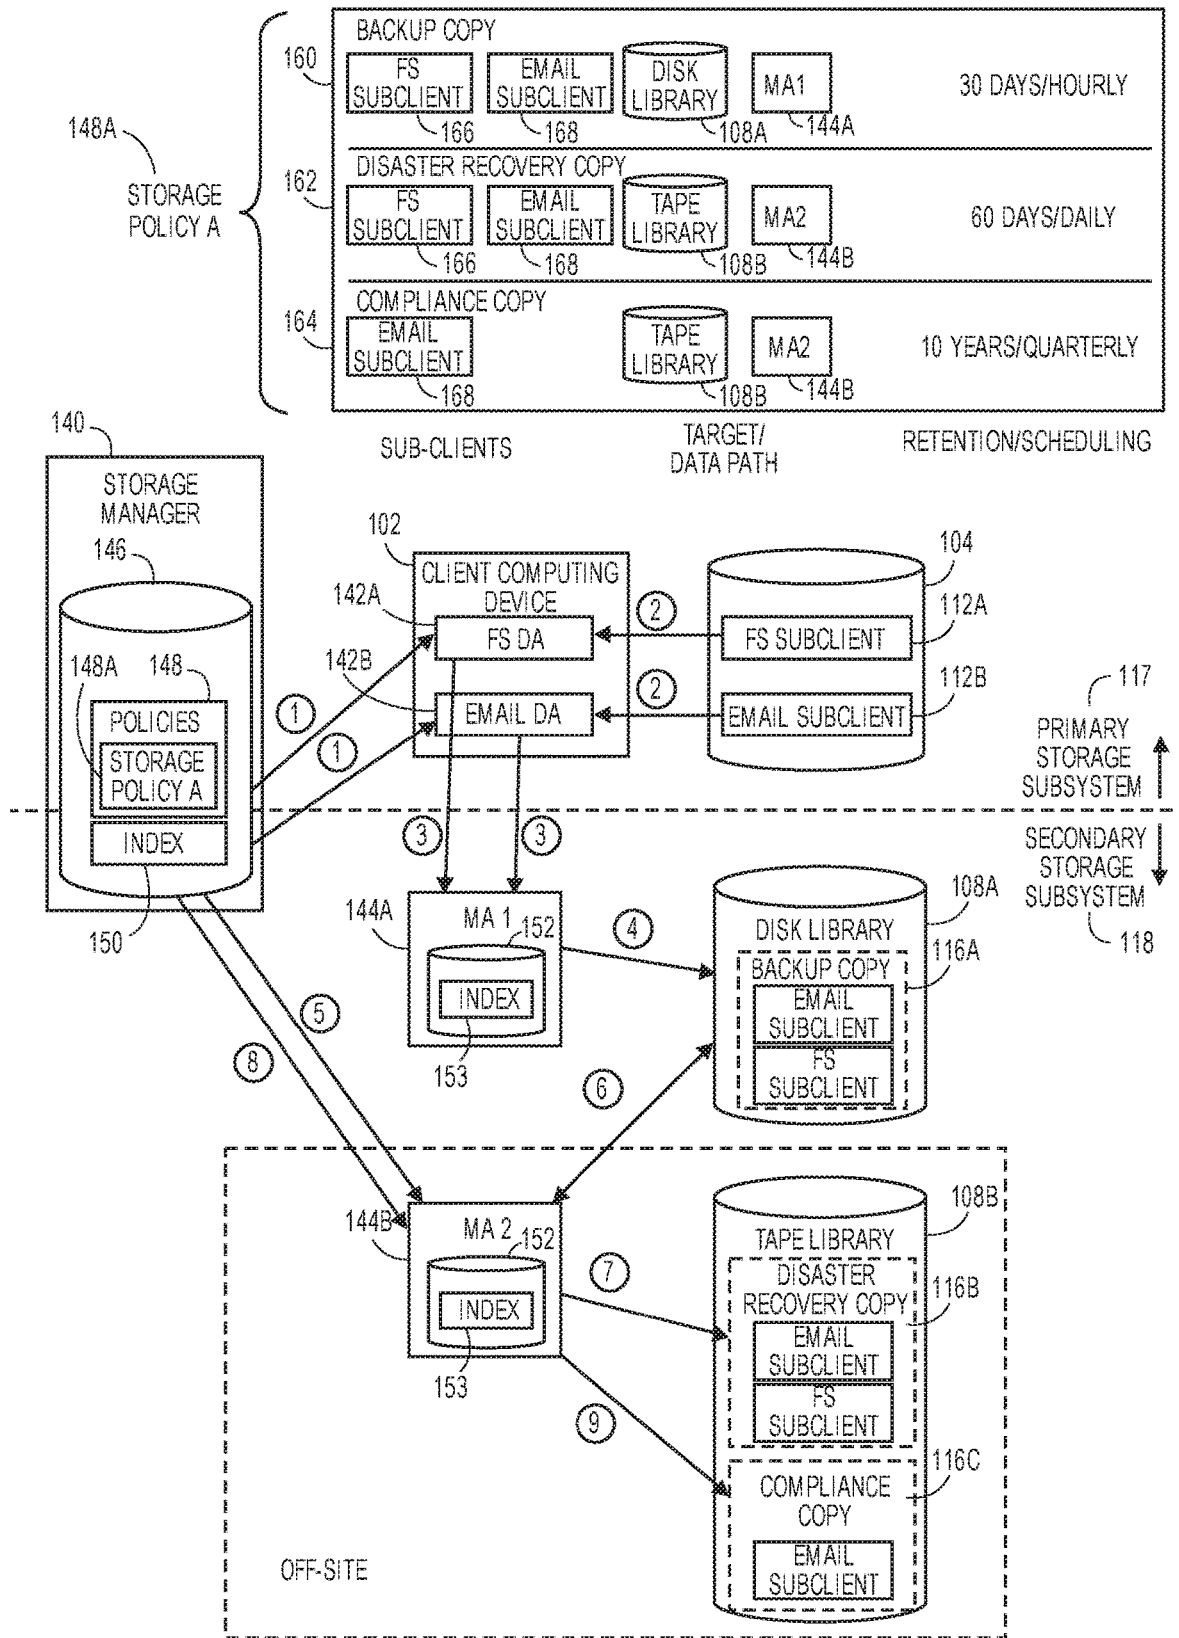 BACKUP COPY
160
FS
SUBCLIENT
166
EMAIL
SUBCLIENT
168
DISK
LIBRARY
108A
MA1
144A
30 DAYS/HOURLY
148A
STORAGE
POLICY A
DISASTER RECOVERY COPY
162
FS
SUBCLIENT
166
EMAIL
SUBCLIENT
168
TAPE
LIBRARY
108B
MA2
144B
60 DAYS/DAILY
COMPLIANCE COPY
164
EMAIL
SUBCLIENT
168
TAPE
LIBRARY
108B
MA2
144B
10 YEARS/QUARTERLY
SUB-CLIENTS
TARGET/
DATA PATH
RETENTION/SCHEDULING
140
STORAGE
MANAGER
146
148A
148
POLICIES
STORAGE
POLICY A
INDEX
150
102
CLIENT COMPUTING
DEVICE
142A
FS DA
142B
EMAIL DA
104
FS SUBCLIENT
112A
EMAIL SUBCLIENT
112B
1
1
2
2
117
PRIMARY
STORAGE
SUBSYSTEM
SECONDARY
STORAGE
SUBSYSTEM
118
3
3
144A
MA 1
152
INDEX
153
4
108A
DISK LIBRARY
116A
BACKUP COPY
EMAIL
SUBCLIENT
FS
SUBCLIENT
5
8
6
144B
MA 2
152
INDEX
153
7
9
108B
TAPE LIBRARY
DISASTER
RECOVERY COPY
116B
EMAIL
SUBCLIENT
FS
SUBCLIENT
116C
COMPLIANCE
COPY
EMAIL
SUBCLIENT
OFF-SITE